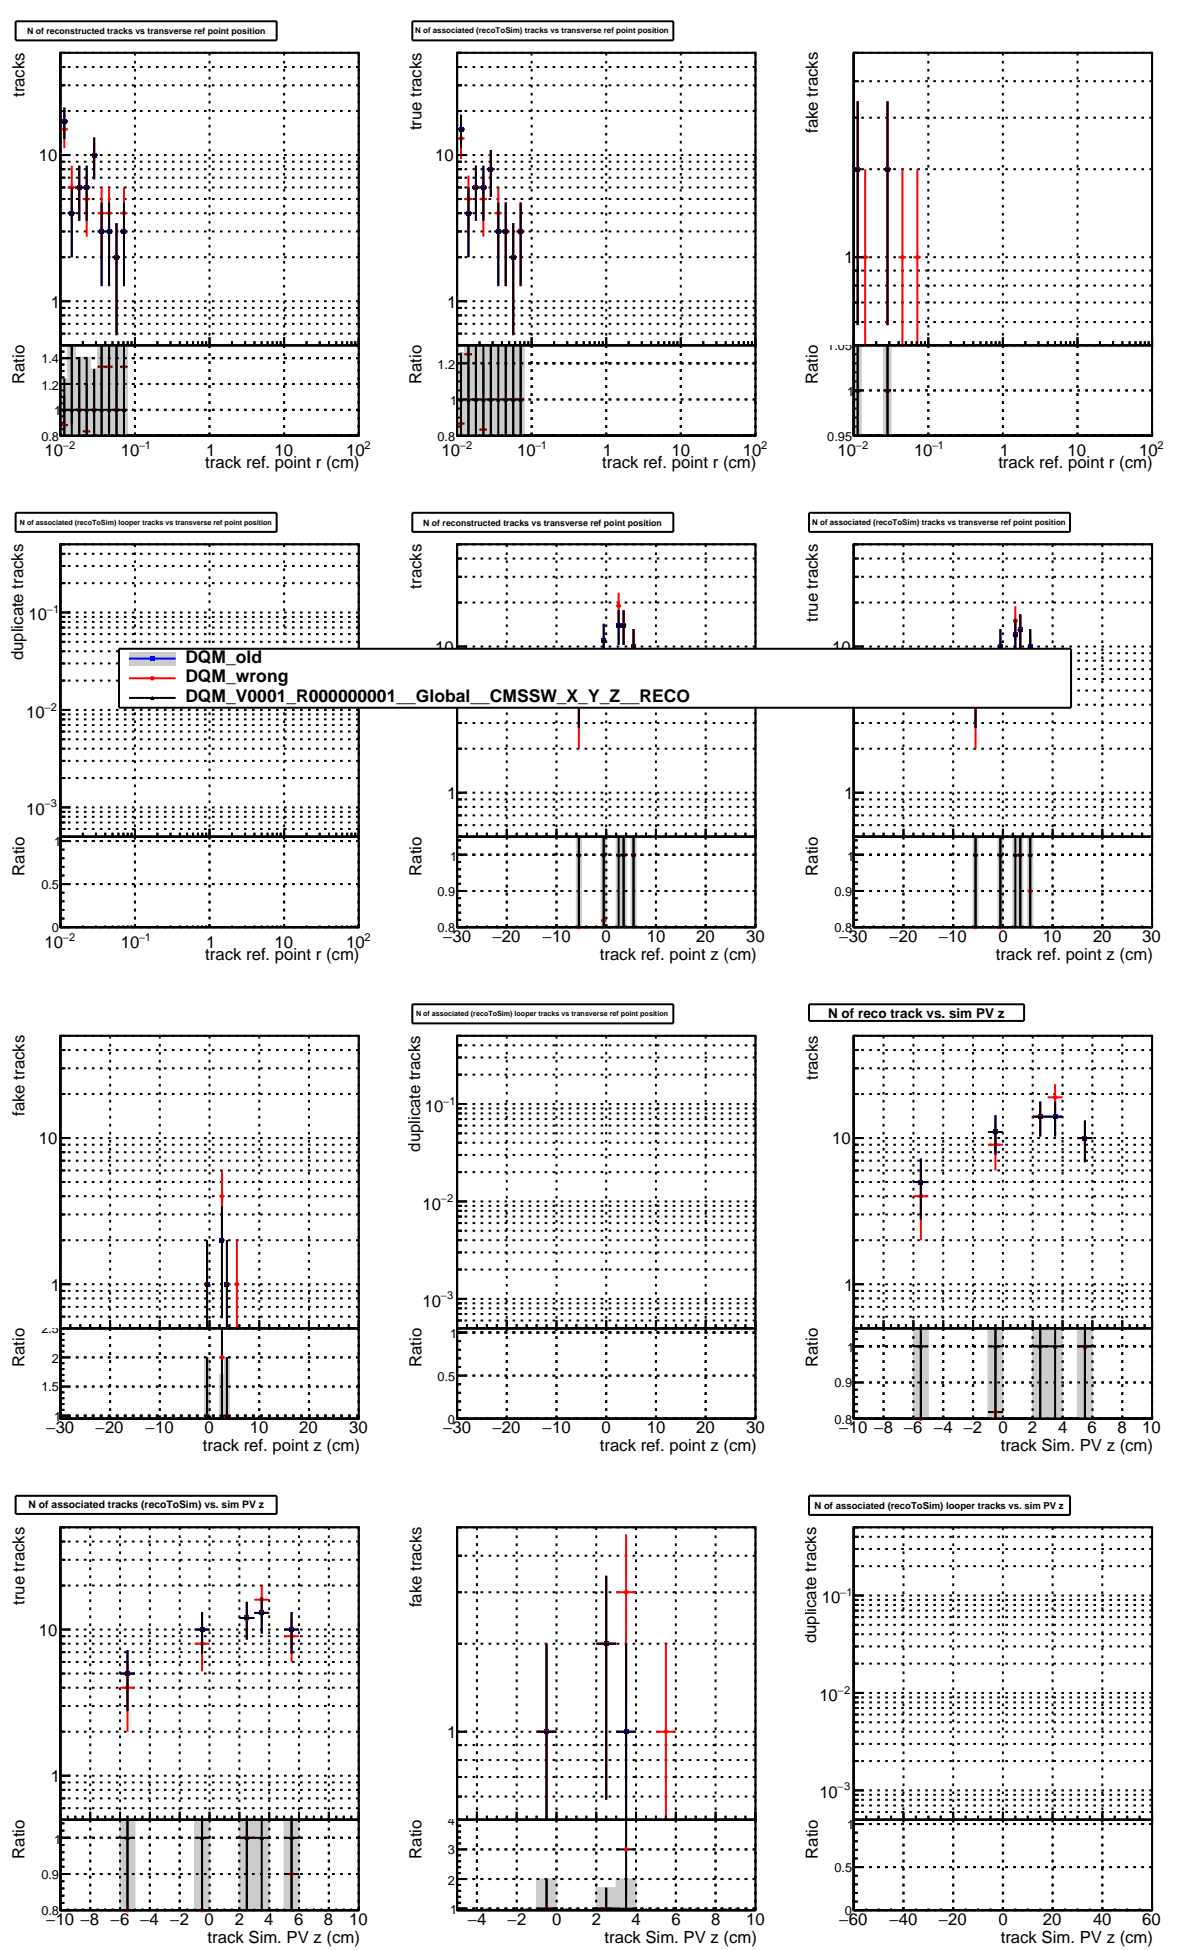 N of reconstructed tracks vs transverse ref point position
tracks
10
1
Ratio
1.4
1.2
1
0.8
10−2 10−1 1 10 102
track ref. point r (cm)
N of associated (recoToSim) tracks vs transverse ref point position
true tracks
10
1
Ratio
1.2
1
0.8
10−2 10−1 1 10 102
track ref. point r (cm)
fake tracks
1
Ratio
1.05
1
0.95
10−2 10−1 1 10 102
track ref. point r (cm)
N of associated (recoToSim) looper tracks vs transverse ref point position
duplicate tracks
10−1
10−2
10−3
Ratio
1
0.5
0
10−2 10−1 1 10 102
track ref. point r (cm)
N of reconstructed tracks vs transverse ref point position
tracks
10
1
Ratio
1
0.9
0.8
−30 −20 −10 0 10 20 30
track ref. point z (cm)
N of associated (recoToSim) tracks vs transverse ref point position
true tracks
10
1
Ratio
1
0.9
0.8
−30 −20 −10 0 10 20 30
track ref. point z (cm)
DQM_old
DQM_wrong
DQM_V0001_R000000001__Global__CMSSW_X_Y_Z__RECO
fake tracks
10
1
Ratio
2.5
2
1.5
1
−30 −20 −10 0 10 20 30
track ref. point z (cm)
N of associated (recoToSim) looper tracks vs transverse ref point position
duplicate tracks
10−1
10−2
10−3
Ratio
1
0.5
0
−30 −20 −10 0 10 20 30
track ref. point z (cm)
N of reco track vs. sim PV z
tracks
10
1
Ratio
1
0.9
0.8
−10 −8 −6 −4 −2 0 2 4 6 8 10
track Sim. PV z (cm)
N of associated tracks (recoToSim) vs. sim PV z
true tracks
10
1
Ratio
1
0.9
0.8
−10 −8 −6 −4 −2 0 2 4 6 8 10
track Sim. PV z (cm)
fake tracks
1
Ratio
4
3
2
1
−4 −2 0 2 4 6 8 10
track Sim. PV z (cm)
N of associated (recoToSim) looper tracks vs. sim PV z
duplicate tracks
10−1
10−2
10−3
Ratio
1
0.5
0
−60 −40 −20 0 20 40 60
track Sim. PV z (cm)